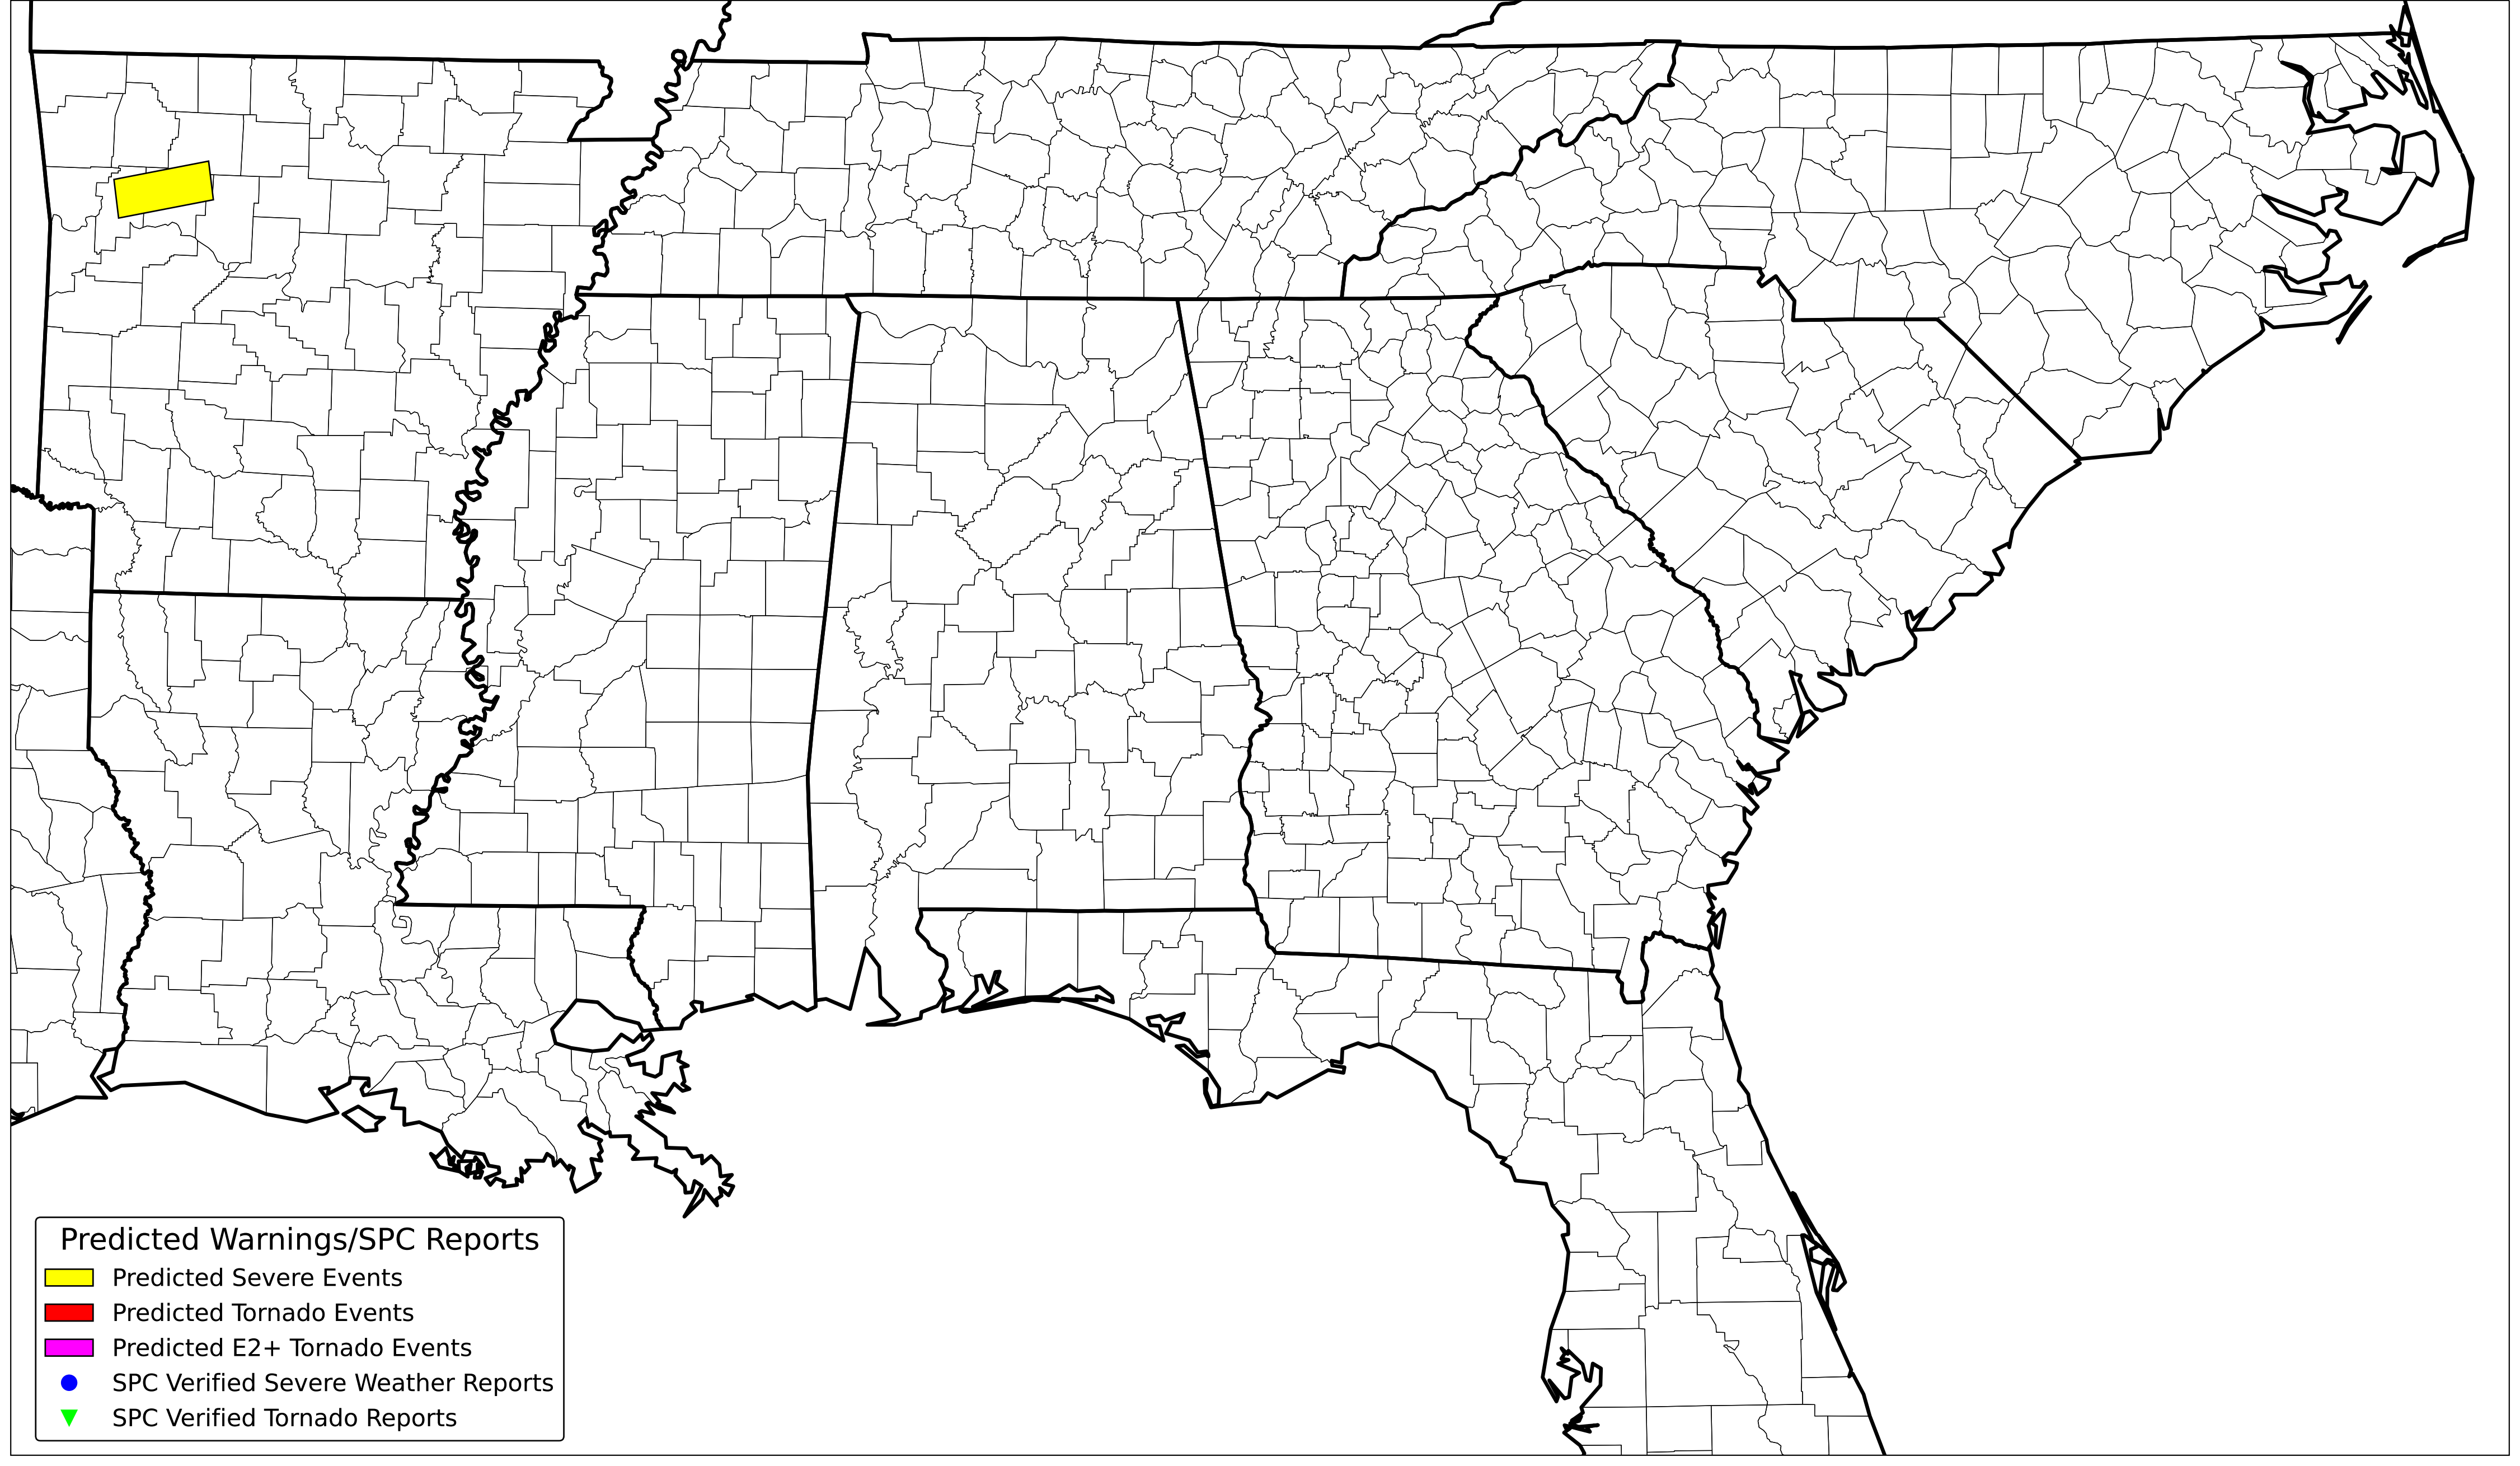 Predicted Warnings/SPC Reports
Predicted Severe Events
Predicted Tornado Events
Predicted E2+ Tornado Events
SPC Verified Severe Weather Reports
SPC Verified Tornado Reports